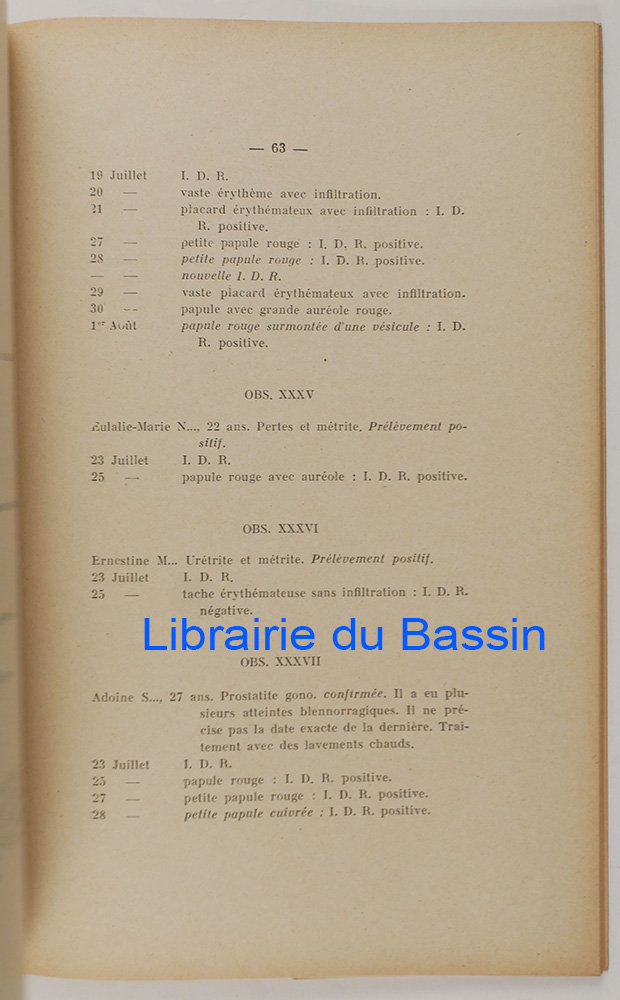 — 63 —
19 Juillet I. D. R.
20 — vaste érythème avec infiltration.
21 — placard érythémateux avec infiltration : I. D.
R. positive.
27 — petite papule rouge : I. D. R. positive.
28 — petite papule rouge : I. D. R. positive.
— — nouvelle I. D. R.
29 — vaste placard érythémateux avec infiltration.
30 — papule avec grande auréole rouge.
1er Août papule rouge surmontée d'une vésicule : I. D.
R. positive.
OBS. XXXV
Eulalie-Marie N..., 22 ans. Pertes et métrite. Prélèvement po-
sitif.
23 Juillet I. D. R.
25 — papule rouge avec auréole : I. D. R. positive.
OBS. XXXVI
Ernestine M... Urétrite et métrite. Prélèvement positif.
23 Juillet I. D. R.
25 — tache érythémateuse sans infiltration : I. D. R.
négative.
Librairie du Bassin
OBS. XXXVII
Adoine S..., 27 ans. Prostatite gono. confirmée. Il a eu plu-
sieurs atteintes blennorragiques. Il ne pré-
cise pas la date exacte de la dernière. Trai-
tement avec des lavements chauds.
23 Juillet I. D. R.
25 — papule rouge : I. D. R. positive.
27 — petite papule rouge : I. D. R. positive.
28 — petite papule cuivrée : I. D. R. positive.